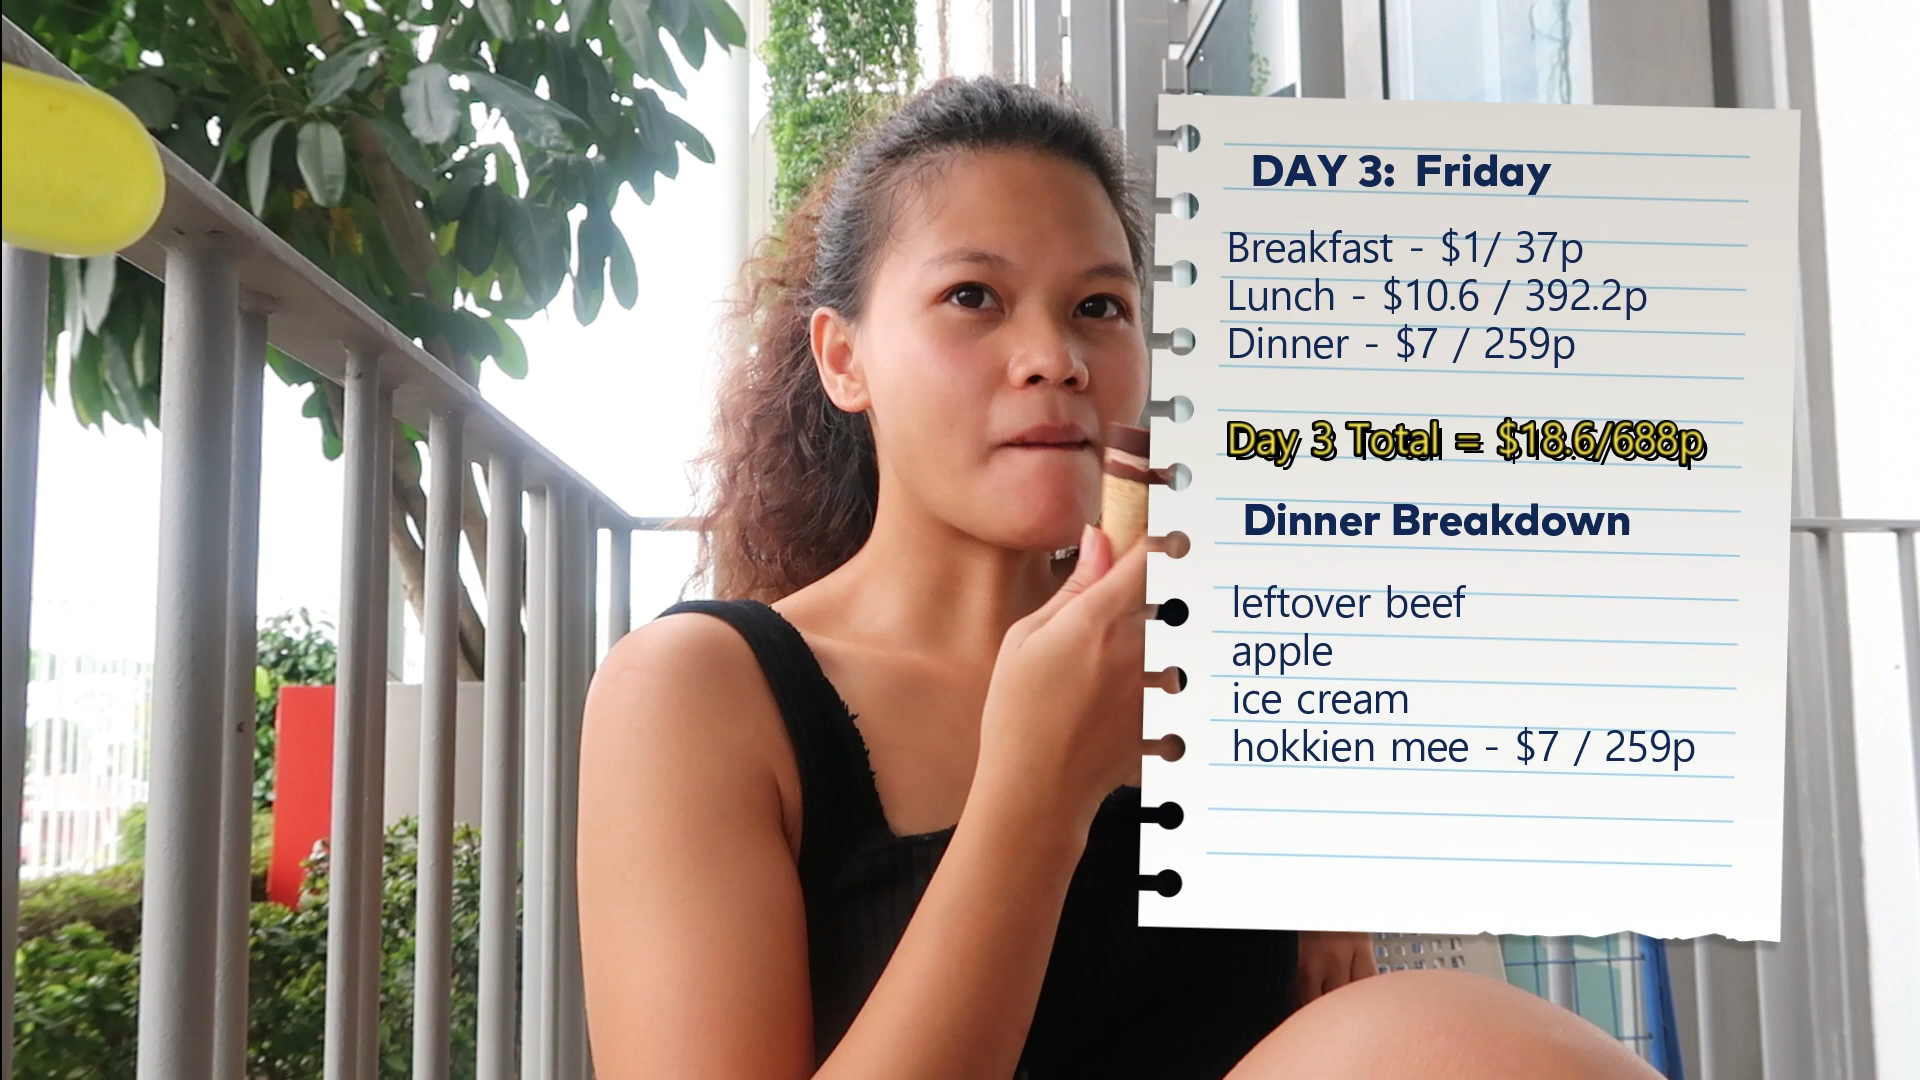 DAY 3: Friday
Breakfast - $1/ 37p
Lunch - $10.6 / 392.2p
Dinner - $7 / 259p
Day 3 Total = $18.6/688p
Dinner Breakdown
leftover beef
apple
ice cream
hokkien mee - $7 / 259p